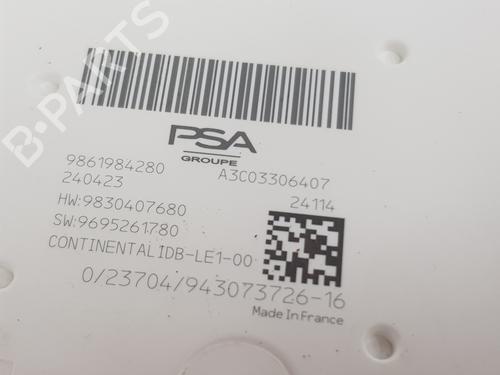 B-PARTS
PSA
GROUPE
9861984280 A3C03306407
240423 24114
HW:9830407680
SW:9695261780
CONTINENTALIDB-LE1-00
0/23704/943073726-16
Made In France